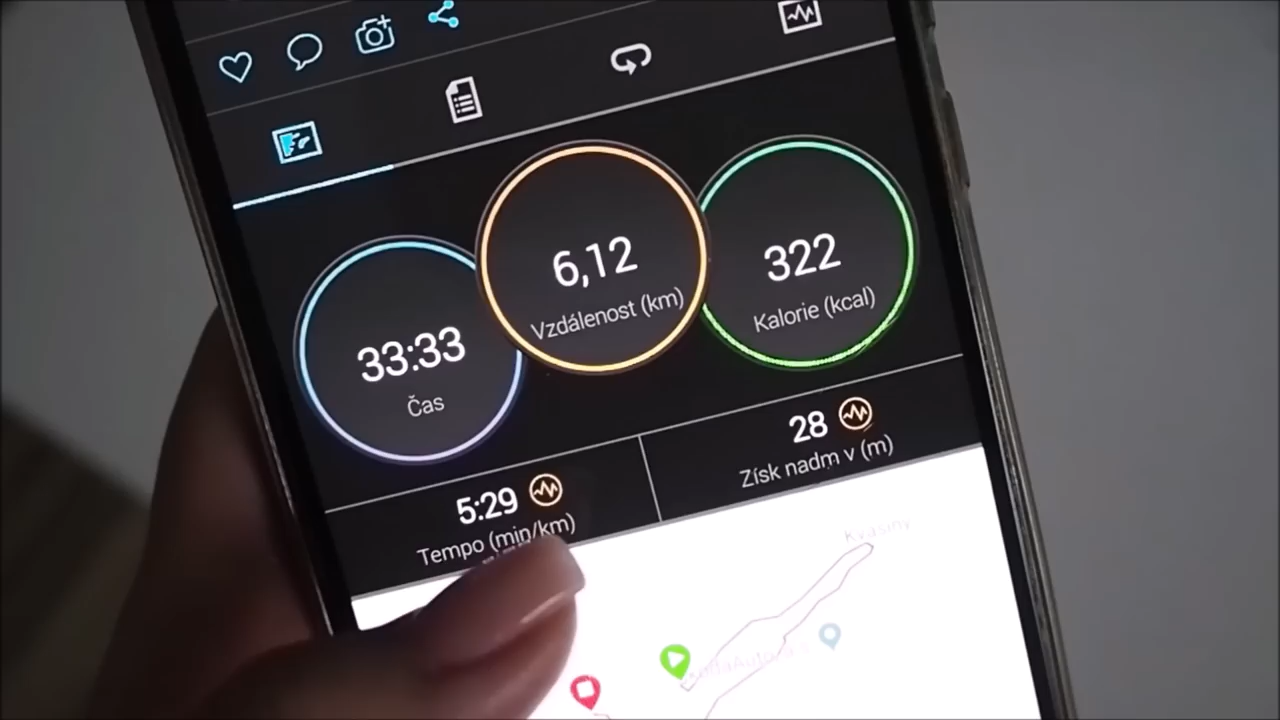 6,12
Vzdálenost (km)
322
Kalorie (kcal)
33:33
Čas
28
Získ nadm v (m)
5:29
Tempo (min/km)
Kvasiny